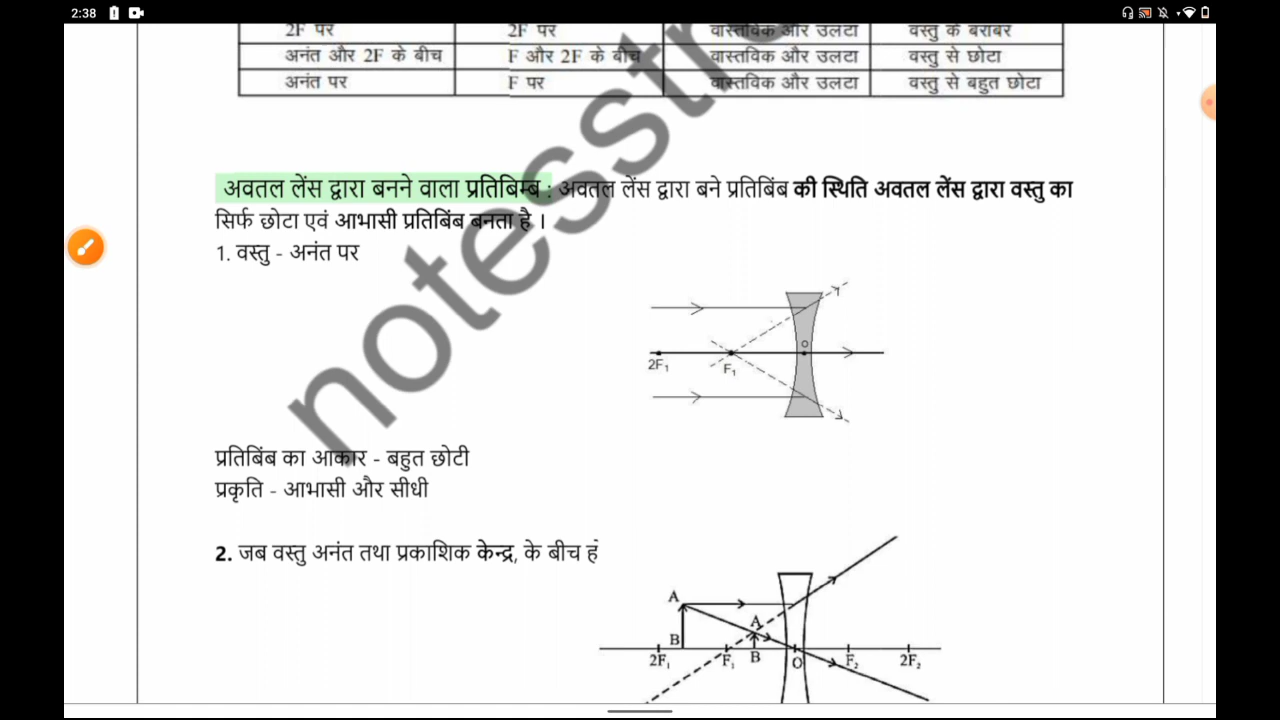 2:38
2F पर 2F पर वास्तविक और उलटा वस्तु के बराबर
अनंत और 2F के बीच F और 2F के बीच वास्तविक और उलटा वस्तु से छोटा
अनंत पर F पर वास्तविक और उलटा वस्तु से बहुत छोटा
अवतल लेंस द्वारा बनने वाला प्रतिबिम्ब : अवतल लेंस द्वारा बने प्रतिबिंब की स्थिति अवतल लेंस द्वारा वस्तु का
सिर्फ छोटा एवं आभासी प्रतिबिंब बनता है ।
1. वस्तु - अनंत पर
O
2F₁ F₁
प्रतिबिंब का आकार - बहुत छोटी
प्रकृति - आभासी और सीधी
2. जब वस्तु अनंत तथा प्रकाशिक केन्द्र, के बीच
A
A
B
2F₁ F₁ B O F₂ 2F₂